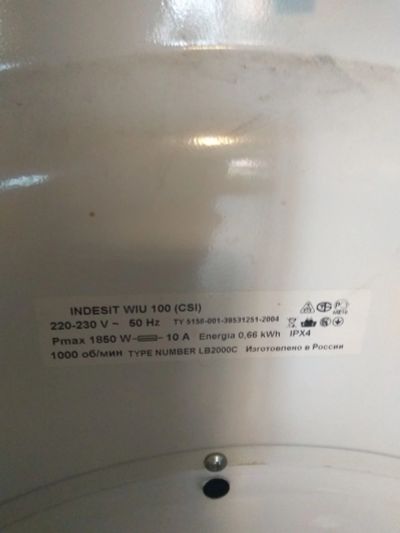 INDESIT WIU 100 (CSI)
220-230 V ~ 50 Hz ТУ 5156-001-39531251-2004
Pmax 1850 W 10 A Energia 0,66 kWh IPX4
1000 об/мин TYPE NUMBER LB2000C Изготовлено в России